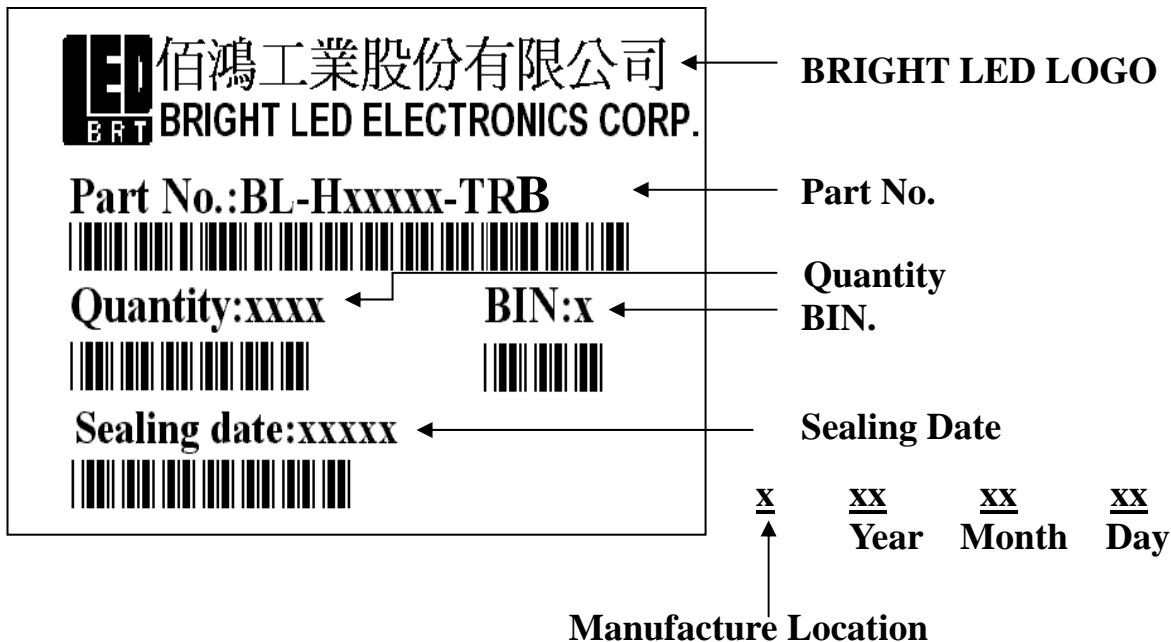 LED 佰鴻工業股份有限公司 BRIGHT LED LOGO
BRT BRIGHT LED ELECTRONICS CORP.
Part No.:BL-Hxxxxx-TRB Part No.
Quantity
Quantity:xxxx BIN:x BIN.
Sealing date:xxxxx Sealing Date
x xx xx xx
Year Month Day
Manufacture Location